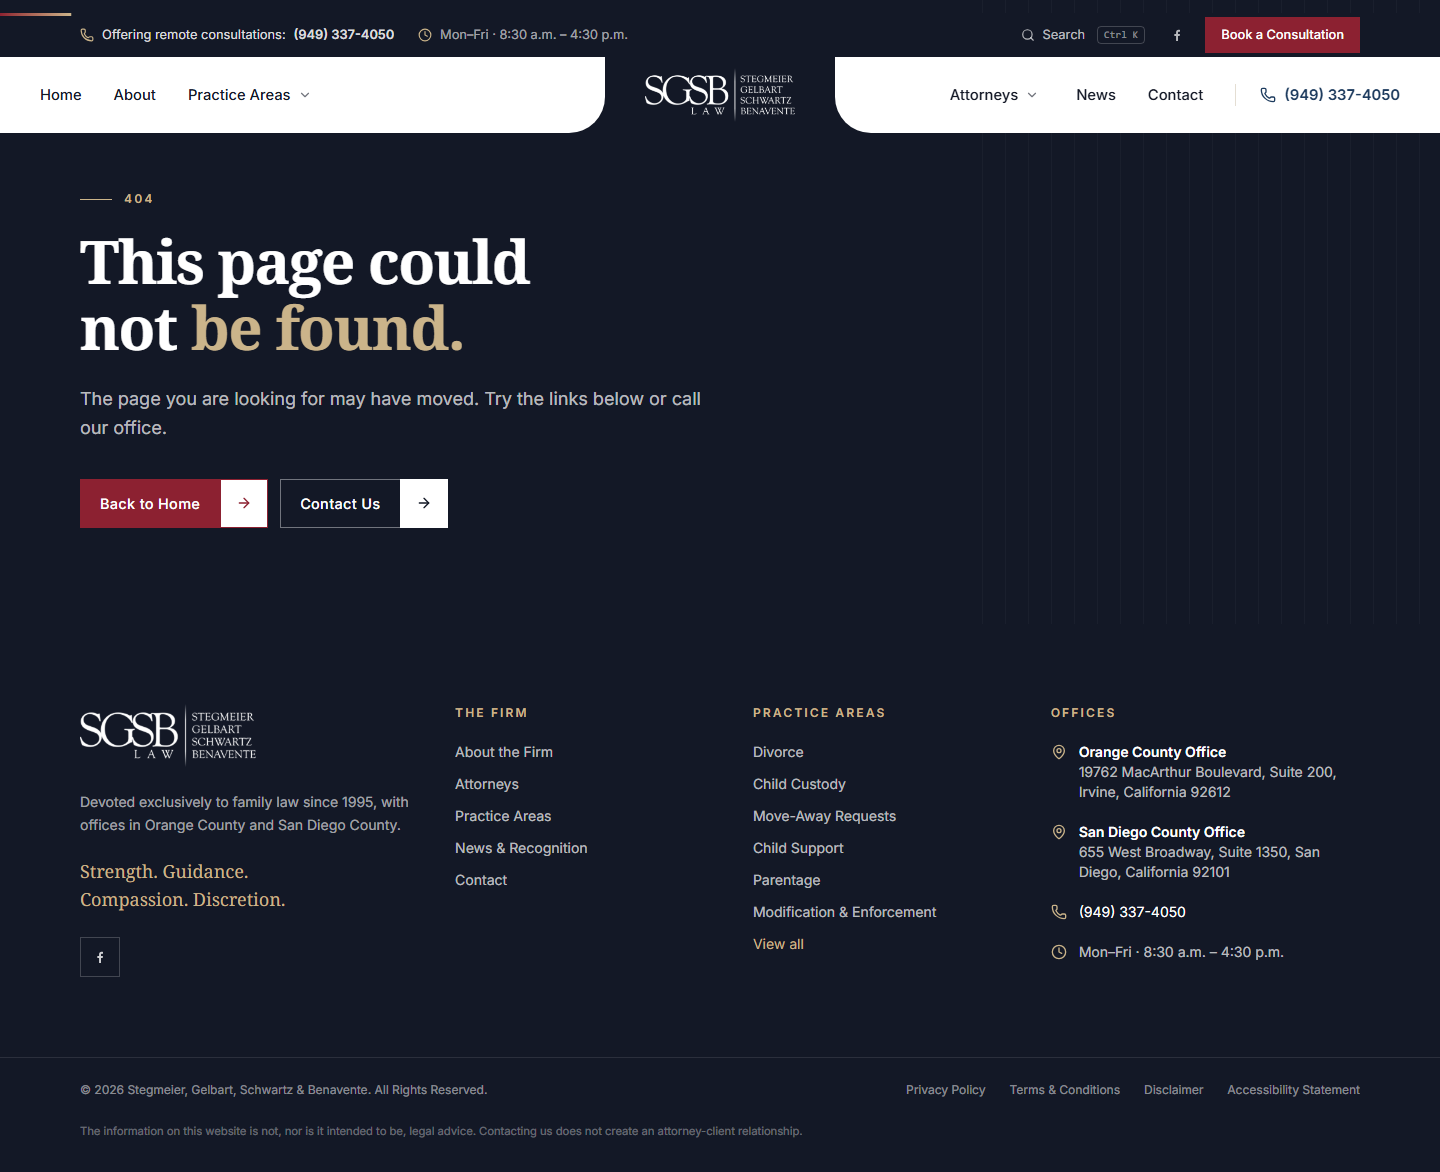 Offering remote consultations: (949) 337-4050
Mon–Fri · 8:30 a.m. – 4:30 p.m.
Search
Ctrl K
Book a Consultation
Home
About
Practice Areas
SGSB
LAW
STEGMEIER
GELBART
SCHWARTZ
BENAVENTE
Attorneys
News
Contact
(949) 337-4050
404
This page could
not be found.
The page you are looking for may have moved. Try the links below or call
our office.
Back to Home
Contact Us
SGSB
LAW
STEGMEIER
GELBART
SCHWARTZ
BENAVENTE
Devoted exclusively to family law since 1995, with
offices in Orange County and San Diego County.
Strength. Guidance.
Compassion. Discretion.
THE FIRM
About the Firm
Attorneys
Practice Areas
News & Recognition
Contact
PRACTICE AREAS
Divorce
Child Custody
Move-Away Requests
Child Support
Parentage
Modification & Enforcement
View all
OFFICES
Orange County Office
19762 MacArthur Boulevard, Suite 200,
Irvine, California 92612
San Diego County Office
655 West Broadway, Suite 1350, San
Diego, California 92101
(949) 337-4050
Mon–Fri · 8:30 a.m. – 4:30 p.m.
© 2026 Stegmeier, Gelbart, Schwartz & Benavente. All Rights Reserved.
Privacy Policy
Terms & Conditions
Disclaimer
Accessibility Statement
The information on this website is not, nor is it intended to be, legal advice. Contacting us does not create an attorney-client relationship.